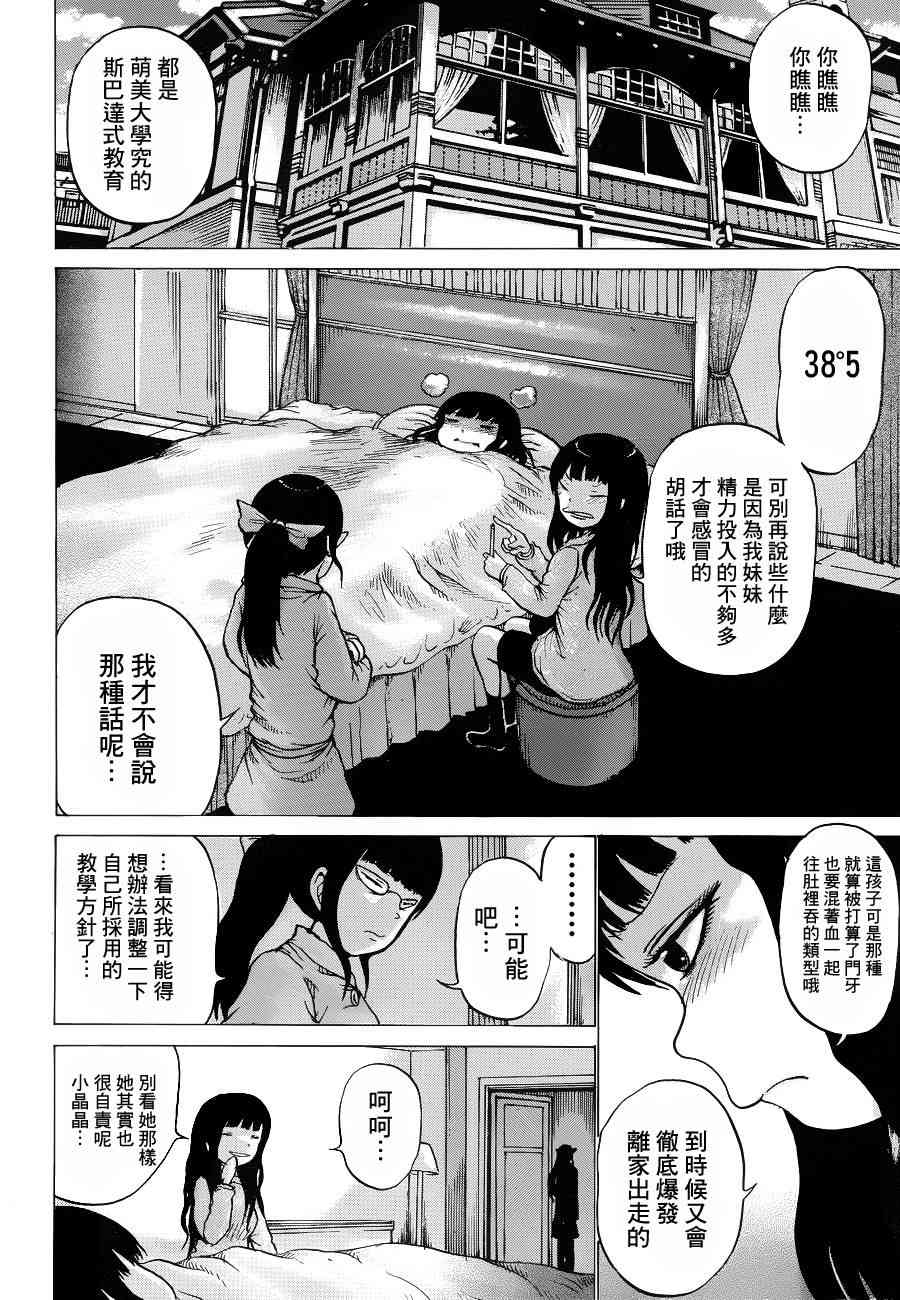 你瞧瞧
你瞧瞧…
都是
萌美大學究的
斯巴達式教育
38°5
可別再說些什麼
是因為我妹妹
精力投入的不夠多
才會感冒的
胡話了哦
我才不會說
那種話呢…
這孩子可是那種
就算被打算了門牙
也要混著血一起
往肚裡吞的類型哦
到時候又會
徹底爆發
離家出走的
………
…可能
吧…
…看來我可能得
想辦法調整一下
自己所採用的
教學方針了…
呵呵…
別看她那樣
她其實也
很自責呢
小晶晶…